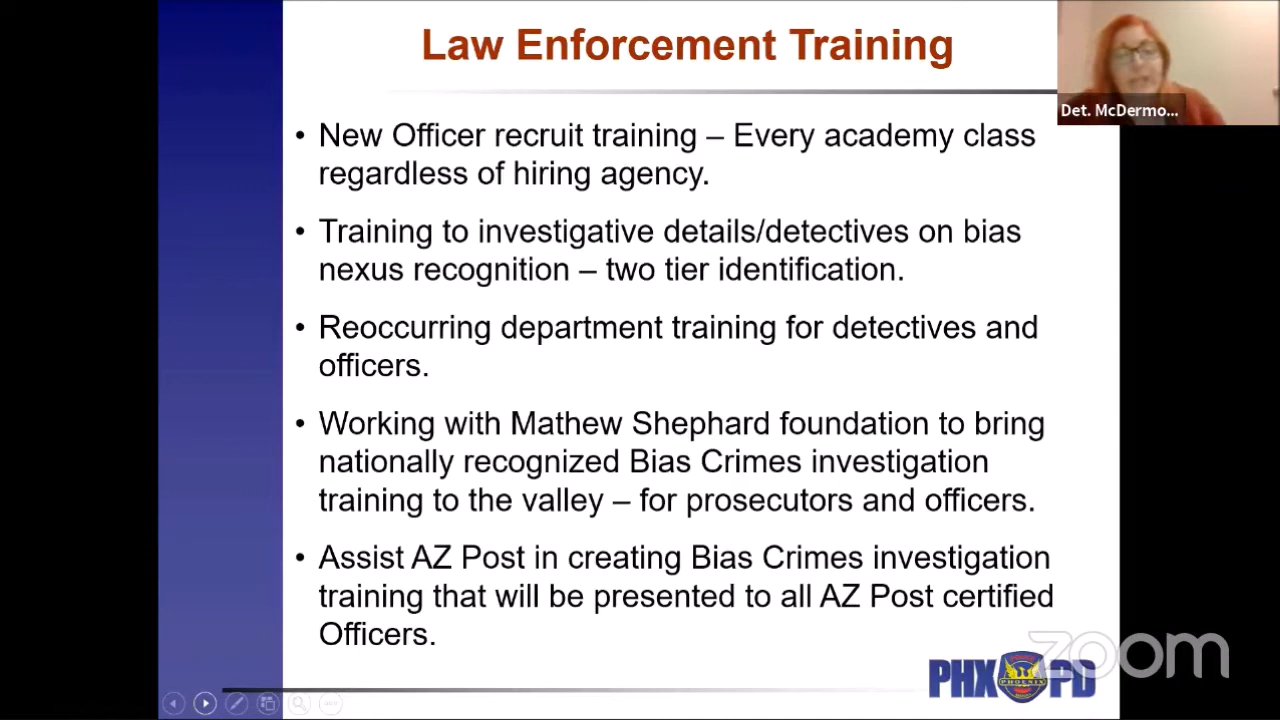 Law Enforcement Training
Det. McDermo...
• New Officer recruit training – Every academy class
regardless of hiring agency.
• Training to investigative details/detectives on bias
nexus recognition – two tier identification.
• Reoccurring department training for detectives and
officers.
• Working with Mathew Shephard foundation to bring
nationally recognized Bias Crimes investigation
training to the valley – for prosecutors and officers.
• Assist AZ Post in creating Bias Crimes investigation
training that will be presented to all AZ Post certified
Officers.
zoom
PHX PHOENIX PD